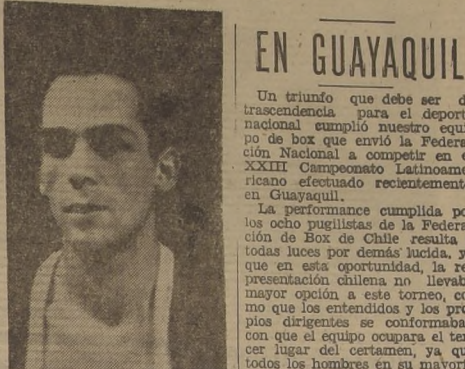 EN GUAYAQUIL
Un triunfo que debe ser d
trascendencia para el deport
nacional cumplió nuestro equi
po de box que envió la Federa
ción Nacional a competir en e
XXIII Campeonato Latinoame
ricano efectuado recientement
en Guayaquil.
La performance cumplida po
los ocho pugilistas de la Federa
ción de Box de Chile resulta
todas luces por demás lucida, y
que en esta oportunidad, la re
presentación chilena no llevab
mayor opción a este torneo, co
mo que los entendidos y los pro
pios dirigentes se conformaba
con que el equipo ocupara el ter
cer lugar del certamen, ya qu
todos los hombres en su mayor